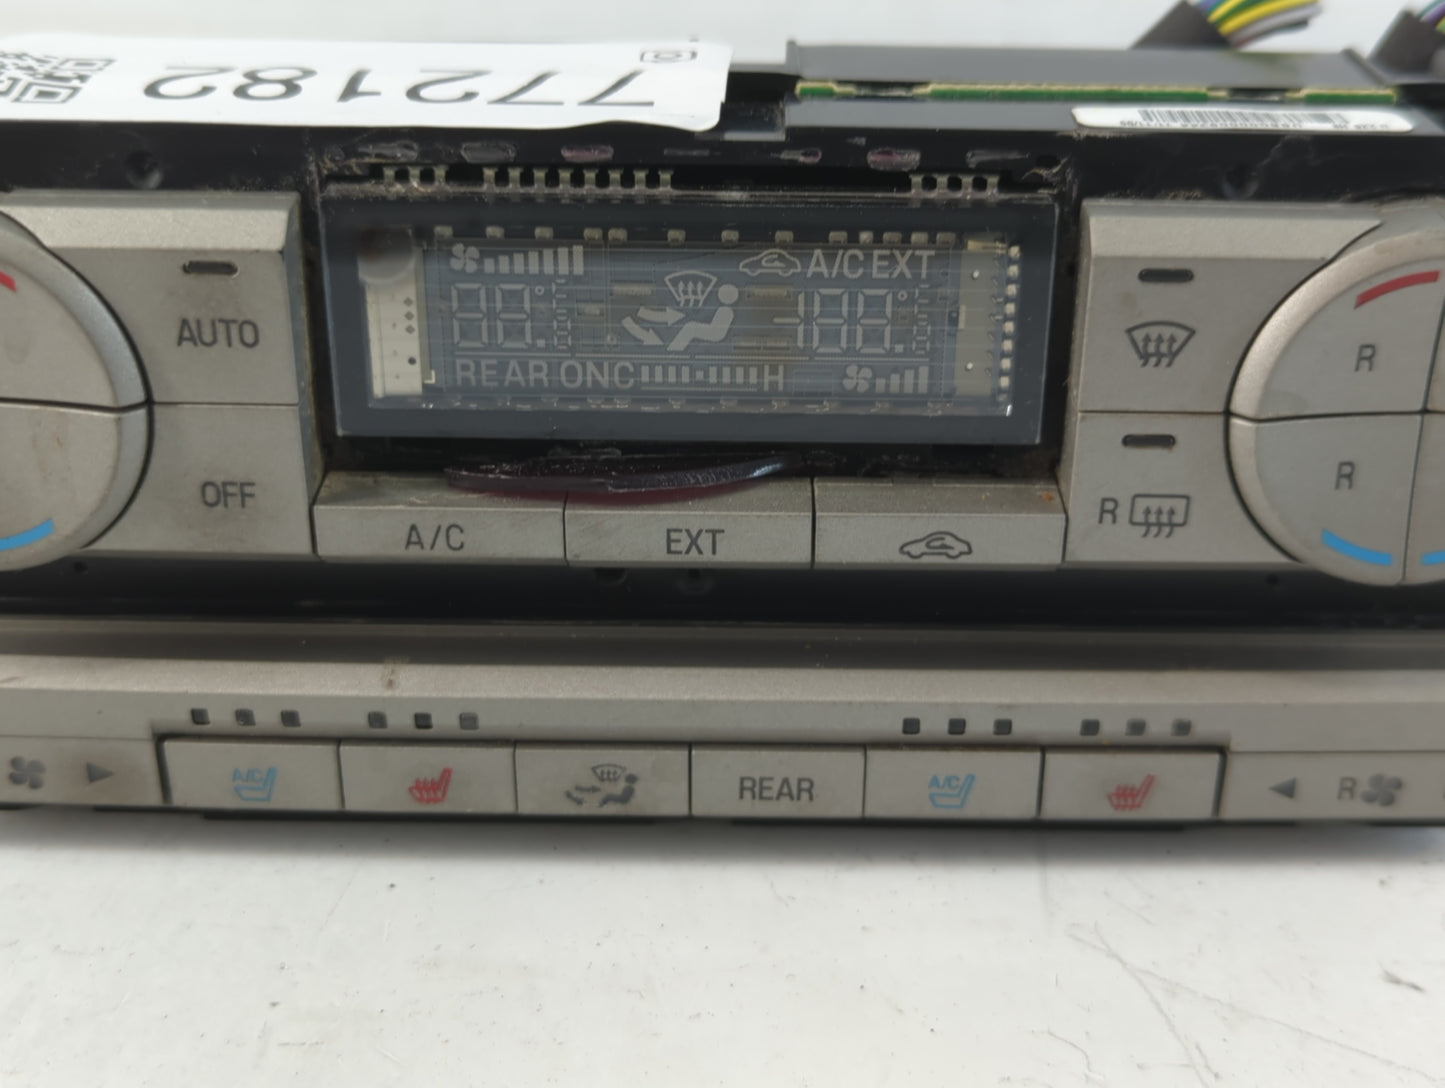 772182
A/C EXT
AUTO
88.
-188.
REAR ONC H
R
OFF
R
A/C
EXT
R
A/C
REAR
A/C
R